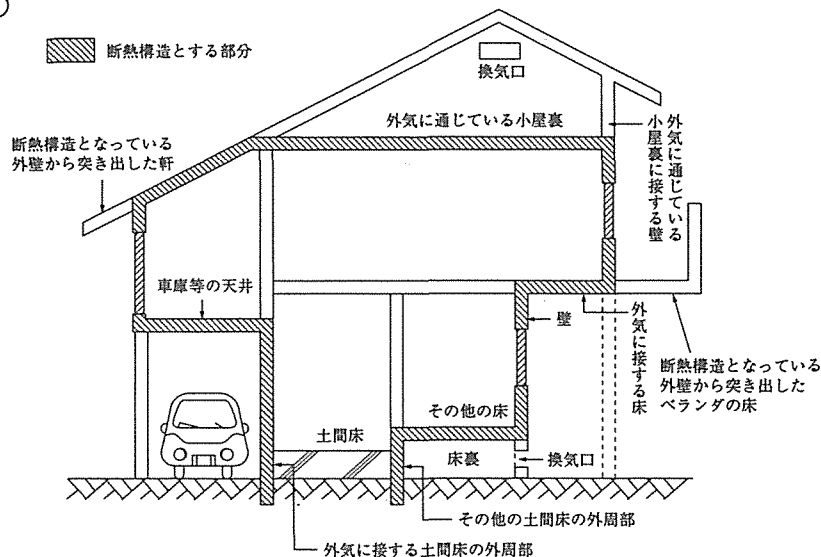 断熱構造とする部分
換気口
外気に通じている小屋裏
外気に通じている
小屋裏に接する壁
断熱構造となっている
外壁から突き出した軒
車庫等の天井
壁
外気に接する床
断熱構造となっている
外壁から突き出した
ベランダの床
その他の床
土間床
床裏
換気口
その他の土間床の外周部
外気に接する土間床の外周部